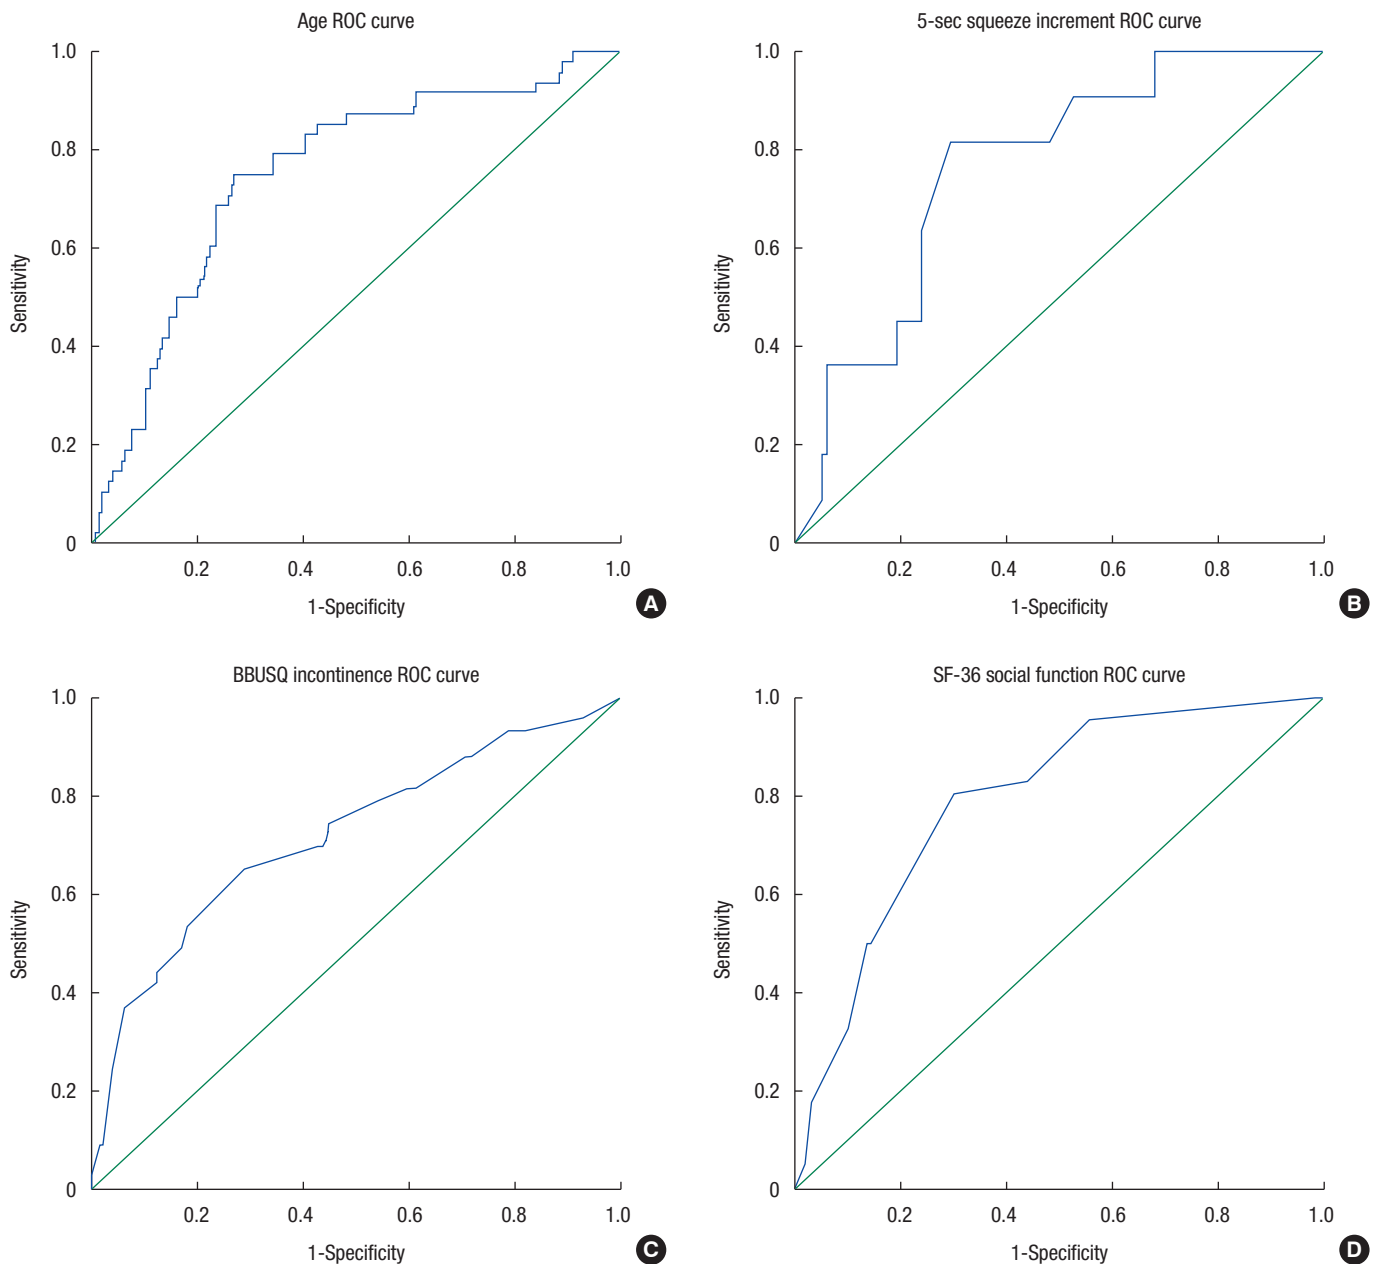 Age ROC curve
1.0
0.8
0.6
0.4
0.2
0
Sensitivity
0.2 0.4 0.6 0.8 1.0
1-Specificity
A
5-sec squeeze increment ROC curve
1.0
0.8
0.6
0.4
0.2
0
Sensitivity
0.2 0.4 0.6 0.8 1.0
1-Specificity
B
BBUSQ incontinence ROC curve
1.0
0.8
0.6
0.4
0.2
0
Sensitivity
0.2 0.4 0.6 0.8 1.0
1-Specificity
C
SF-36 social function ROC curve
1.0
0.8
0.6
0.4
0.2
0
Sensitivity
0.2 0.4 0.6 0.8 1.0
1-Specificity
D